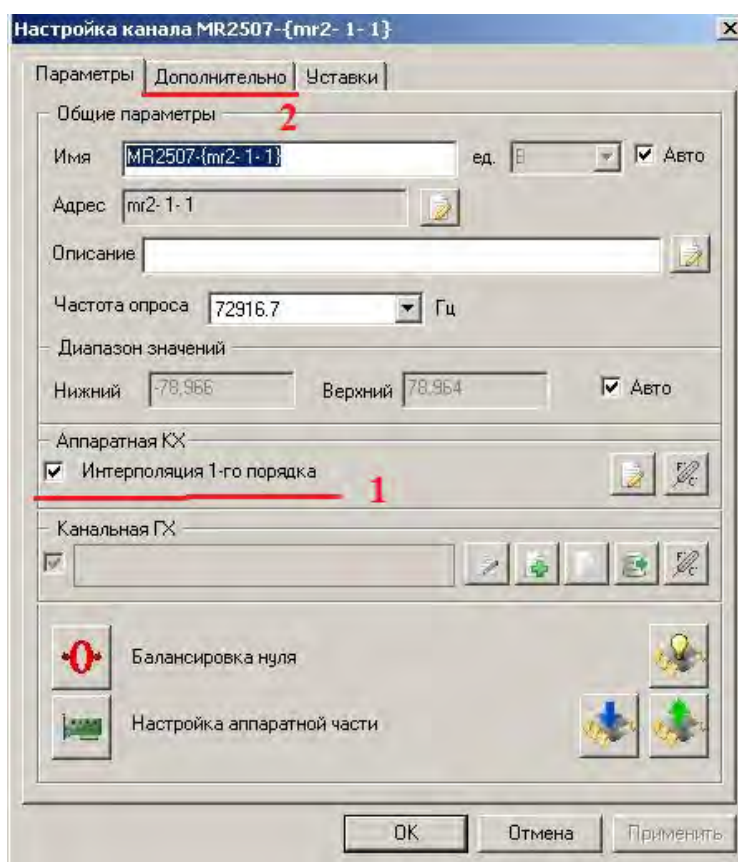 Настройка канала MR2507-{mr2- 1- 1}
Параметры Дополнительно Уставки
2
Общие параметры
Имя MR2507-{mr2- 1- 1} ед. В Авто
Адрес mr2- 1- 1
Описание
Частота опроса 72916.7 Гц
Диапазон значений
Нижний -78,966 Верхний 78,964 Авто
Аппаратная КХ
Интерполяция 1-го порядка
1
Канальная ГХ
Балансировка нуля
Настройка аппаратной части
ОК Отмена Применить